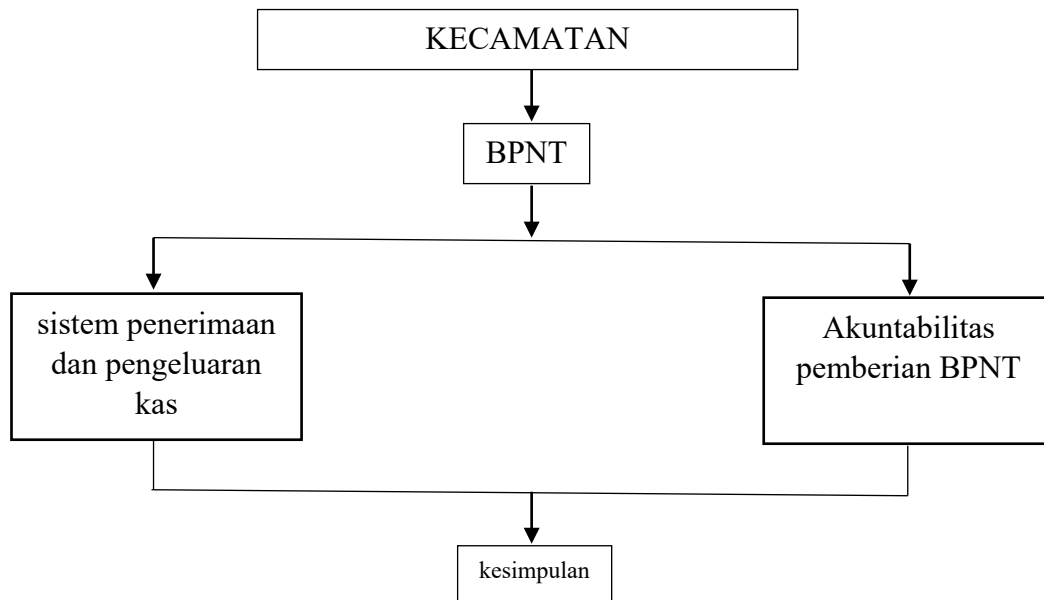 KECAMATAN
BPNT
sistem penerimaan
dan pengeluaran
kas
Akuntabilitas
pemberian BPNT
kesimpulan